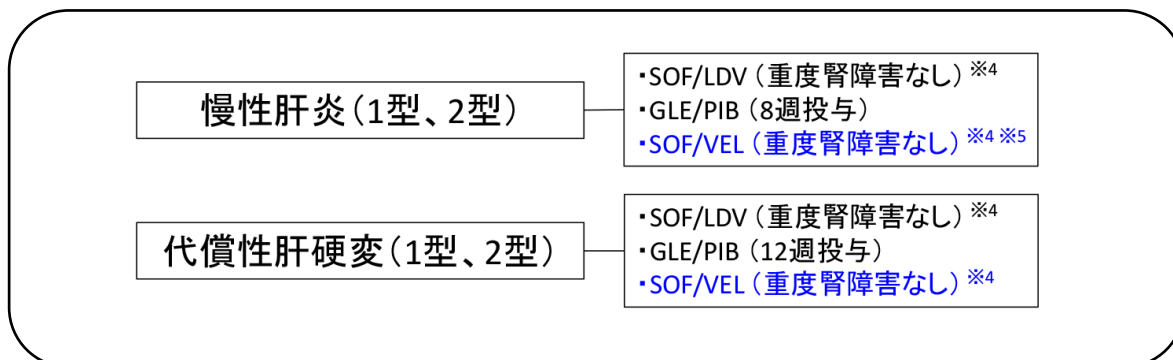 慢性肝炎（1型、2型）
・SOF/LDV（重度腎障害なし）※4
・GLE/PIB（8週投与）
・SOF/VEL（重度腎障害なし）※4 ※5
代償性肝硬変（1型、2型）
・SOF/LDV（重度腎障害なし）※4
・GLE/PIB（12週投与）
・SOF/VEL（重度腎障害なし）※4